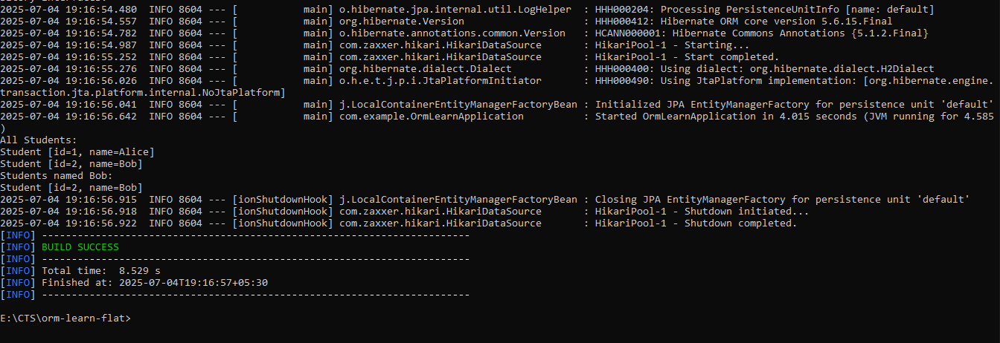 2025-07-04 19:16:54.480  INFO 8604 --- [           main] o.hibernate.jpa.internal.util.LogHelper  : HHH000204: Processing PersistenceUnitInfo [name: default]
2025-07-04 19:16:54.557  INFO 8604 --- [           main] org.hibernate.Version                    : HHH000412: Hibernate ORM core version 5.6.15.Final
2025-07-04 19:16:54.782  INFO 8604 --- [           main] o.hibernate.annotations.common.Version   : HCANN000001: Hibernate Commons Annotations {5.1.2.Final}
2025-07-04 19:16:54.987  INFO 8604 --- [           main] com.zaxxer.hikari.HikariDataSource       : HikariPool-1 - Starting...
2025-07-04 19:16:55.252  INFO 8604 --- [           main] com.zaxxer.hikari.HikariDataSource       : HikariPool-1 - Start completed.
2025-07-04 19:16:55.276  INFO 8604 --- [           main] org.hibernate.dialect.Dialect            : HHH000400: Using dialect: org.hibernate.dialect.H2Dialect
2025-07-04 19:16:56.026  INFO 8604 --- [           main] o.h.e.t.j.p.i.JtaPlatformInitiator       : HHH000490: Using JtaPlatform implementation: [org.hibernate.engine.
transaction.jta.platform.internal.NoJtaPlatform]
2025-07-04 19:16:56.041  INFO 8604 --- [           main] j.LocalContainerEntityManagerFactoryBean : Initialized JPA EntityManagerFactory for persistence unit 'default'
2025-07-04 19:16:56.642  INFO 8604 --- [           main] com.example.OrmLearnApplication          : Started OrmLearnApplication in 4.015 seconds (JVM running for 4.585
)
All Students:
Student [id=1, name=Alice]
Student [id=2, name=Bob]
Students named Bob:
Student [id=2, name=Bob]
2025-07-04 19:16:56.915  INFO 8604 --- [ionShutdownHook] j.LocalContainerEntityManagerFactoryBean : Closing JPA EntityManagerFactory for persistence unit 'default'
2025-07-04 19:16:56.918  INFO 8604 --- [ionShutdownHook] com.zaxxer.hikari.HikariDataSource       : HikariPool-1 - Shutdown initiated...
2025-07-04 19:16:56.922  INFO 8604 --- [ionShutdownHook] com.zaxxer.hikari.HikariDataSource       : HikariPool-1 - Shutdown completed.
[INFO] ------------------------------------------------------------------------
[INFO] BUILD SUCCESS
[INFO] ------------------------------------------------------------------------
[INFO] Total time:  8.529 s
[INFO] Finished at: 2025-07-04T19:16:57+05:30
[INFO] ------------------------------------------------------------------------
E:\CTS\orm-learn-flat>